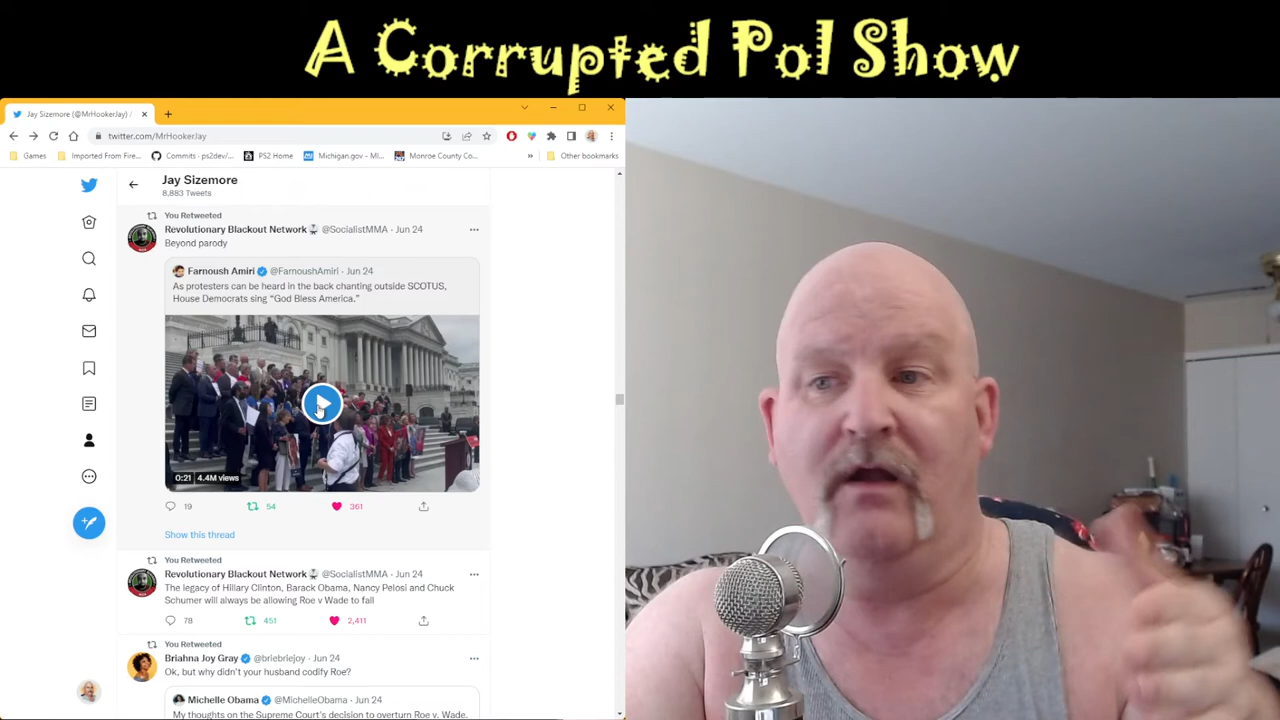 A Corrupted Pol Show
Jay Sizemore (@MrHookerJay) /
twitter.com/MrHookerJay
Games
Imported From Fire...
Commits · ps2dev/...
PS2 Home
Michigan.gov - MI...
Monroe County Co...
»
Other bookmarks
Jay Sizemore
8,883 Tweets
You Retweeted
Revolutionary Blackout Network @SocialistMMA · Jun 24
Beyond parody
Farnoush Amiri @FarnoushAmiri · Jun 24
As protesters can be heard in the back chanting outside SCOTUS,
House Democrats sing “God Bless America.”
0:21 4.4M views
19 54 361
Show this thread
You Retweeted
Revolutionary Blackout Network @SocialistMMA · Jun 24
The legacy of Hillary Clinton, Barack Obama, Nancy Pelosi and Chuck
Schumer will always be allowing Roe v Wade to fall
78 451 2,411
You Retweeted
Briahna Joy Gray @briebriejoy · Jun 24
Ok, but why didn't your husband codify Roe?
Michelle Obama @MichelleObama · Jun 24
My thoughts on the Supreme Court's decision to overturn Roe v. Wade.